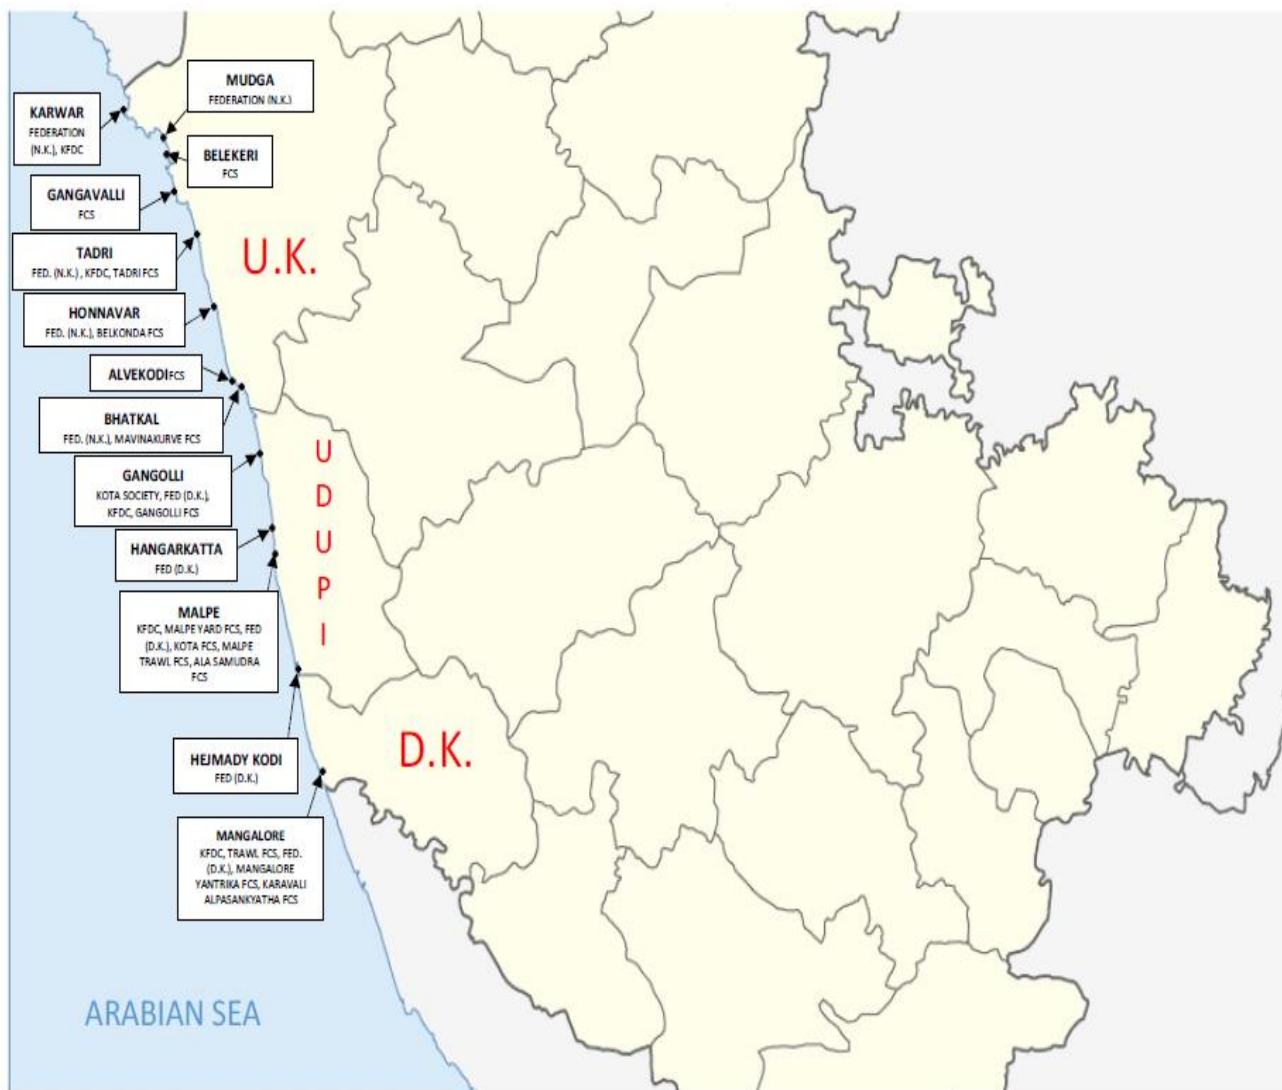 MUDGA
FEDERATION (N.K.)
KARWAR
FEDERATION
(N.K.), KFDC
BELEKERI
FCS
GANGAVALLI
FCS
TADRI
FED. (N.K.) , KFDC, TADRI FCS
U.K.
HONNAVAR
FED. (N.K.), BELKONDA FCS
ALVEKODI FCS
BHATKAL
FED. (N.K.), MAVINAKURVE FCS
GANGOLLI
KOTA SOCIETY, FED (D.K.),
KFDC, GANGOLLI FCS
U
D
U
P
I
HANGARKATTA
FED (D.K.)
MALPE
KFDC, MALPE YARD FCS, FED
(D.K.), KOTA FCS, MALPE
TRAWL FCS, ALA SAMUDRA
FCS
HEJMADY KODI
FED (D.K.)
D.K.
MANGALORE
KFDC, TRAWL FCS, FED.
(D.K.), MANGALORE
YANTRIKA FCS, KARAVALI
ALPASANKYATHA FCS
ARABIAN SEA